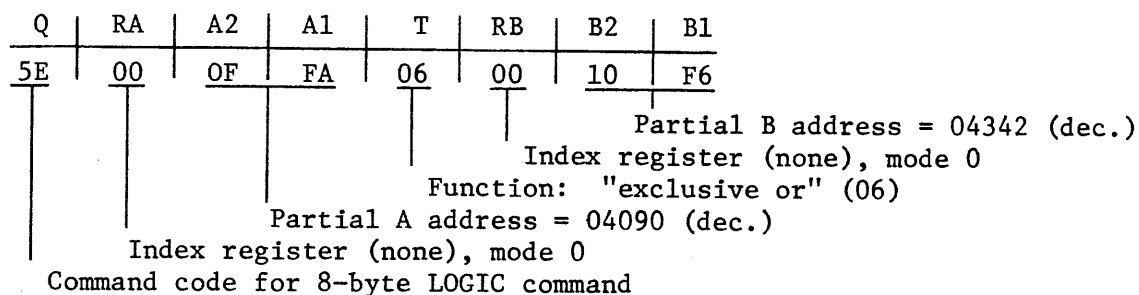 Q RA A2 A1 T RB B2 B1
5E 00 0F FA 06 00 10 F6
Partial B address = 04342 (dec.)
Index register (none), mode 0
Function: "exclusive or" (06)
Partial A address = 04090 (dec.)
Index register (none), mode 0
Command code for 8-byte LOGIC command